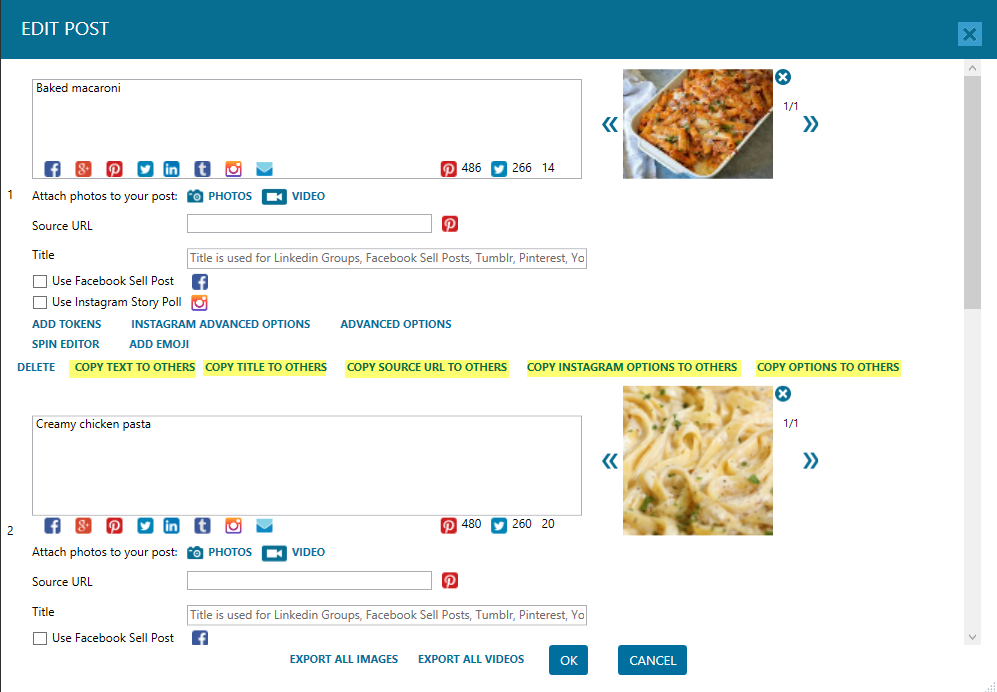 EDIT POST
Baked macaroni
1/1
486 266 14
1
Attach photos to your post: PHOTOS VIDEO
Source URL
Title
Title is used for Linkedin Groups, Facebook Sell Posts, Tumblr, Pinterest, Yo
Use Facebook Sell Post
Use Instagram Story Poll
ADD TOKENS INSTAGRAM ADVANCED OPTIONS ADVANCED OPTIONS
SPIN EDITOR ADD EMOJI
DELETE COPY TEXT TO OTHERS COPY TITLE TO OTHERS COPY SOURCE URL TO OTHERS COPY INSTAGRAM OPTIONS TO OTHERS COPY OPTIONS TO OTHERS
Creamy chicken pasta
1/1
480 260 20
2
Attach photos to your post: PHOTOS VIDEO
Source URL
Title
Title is used for Linkedin Groups, Facebook Sell Posts, Tumblr, Pinterest, Yo
Use Facebook Sell Post
EXPORT ALL IMAGES EXPORT ALL VIDEOS OK CANCEL